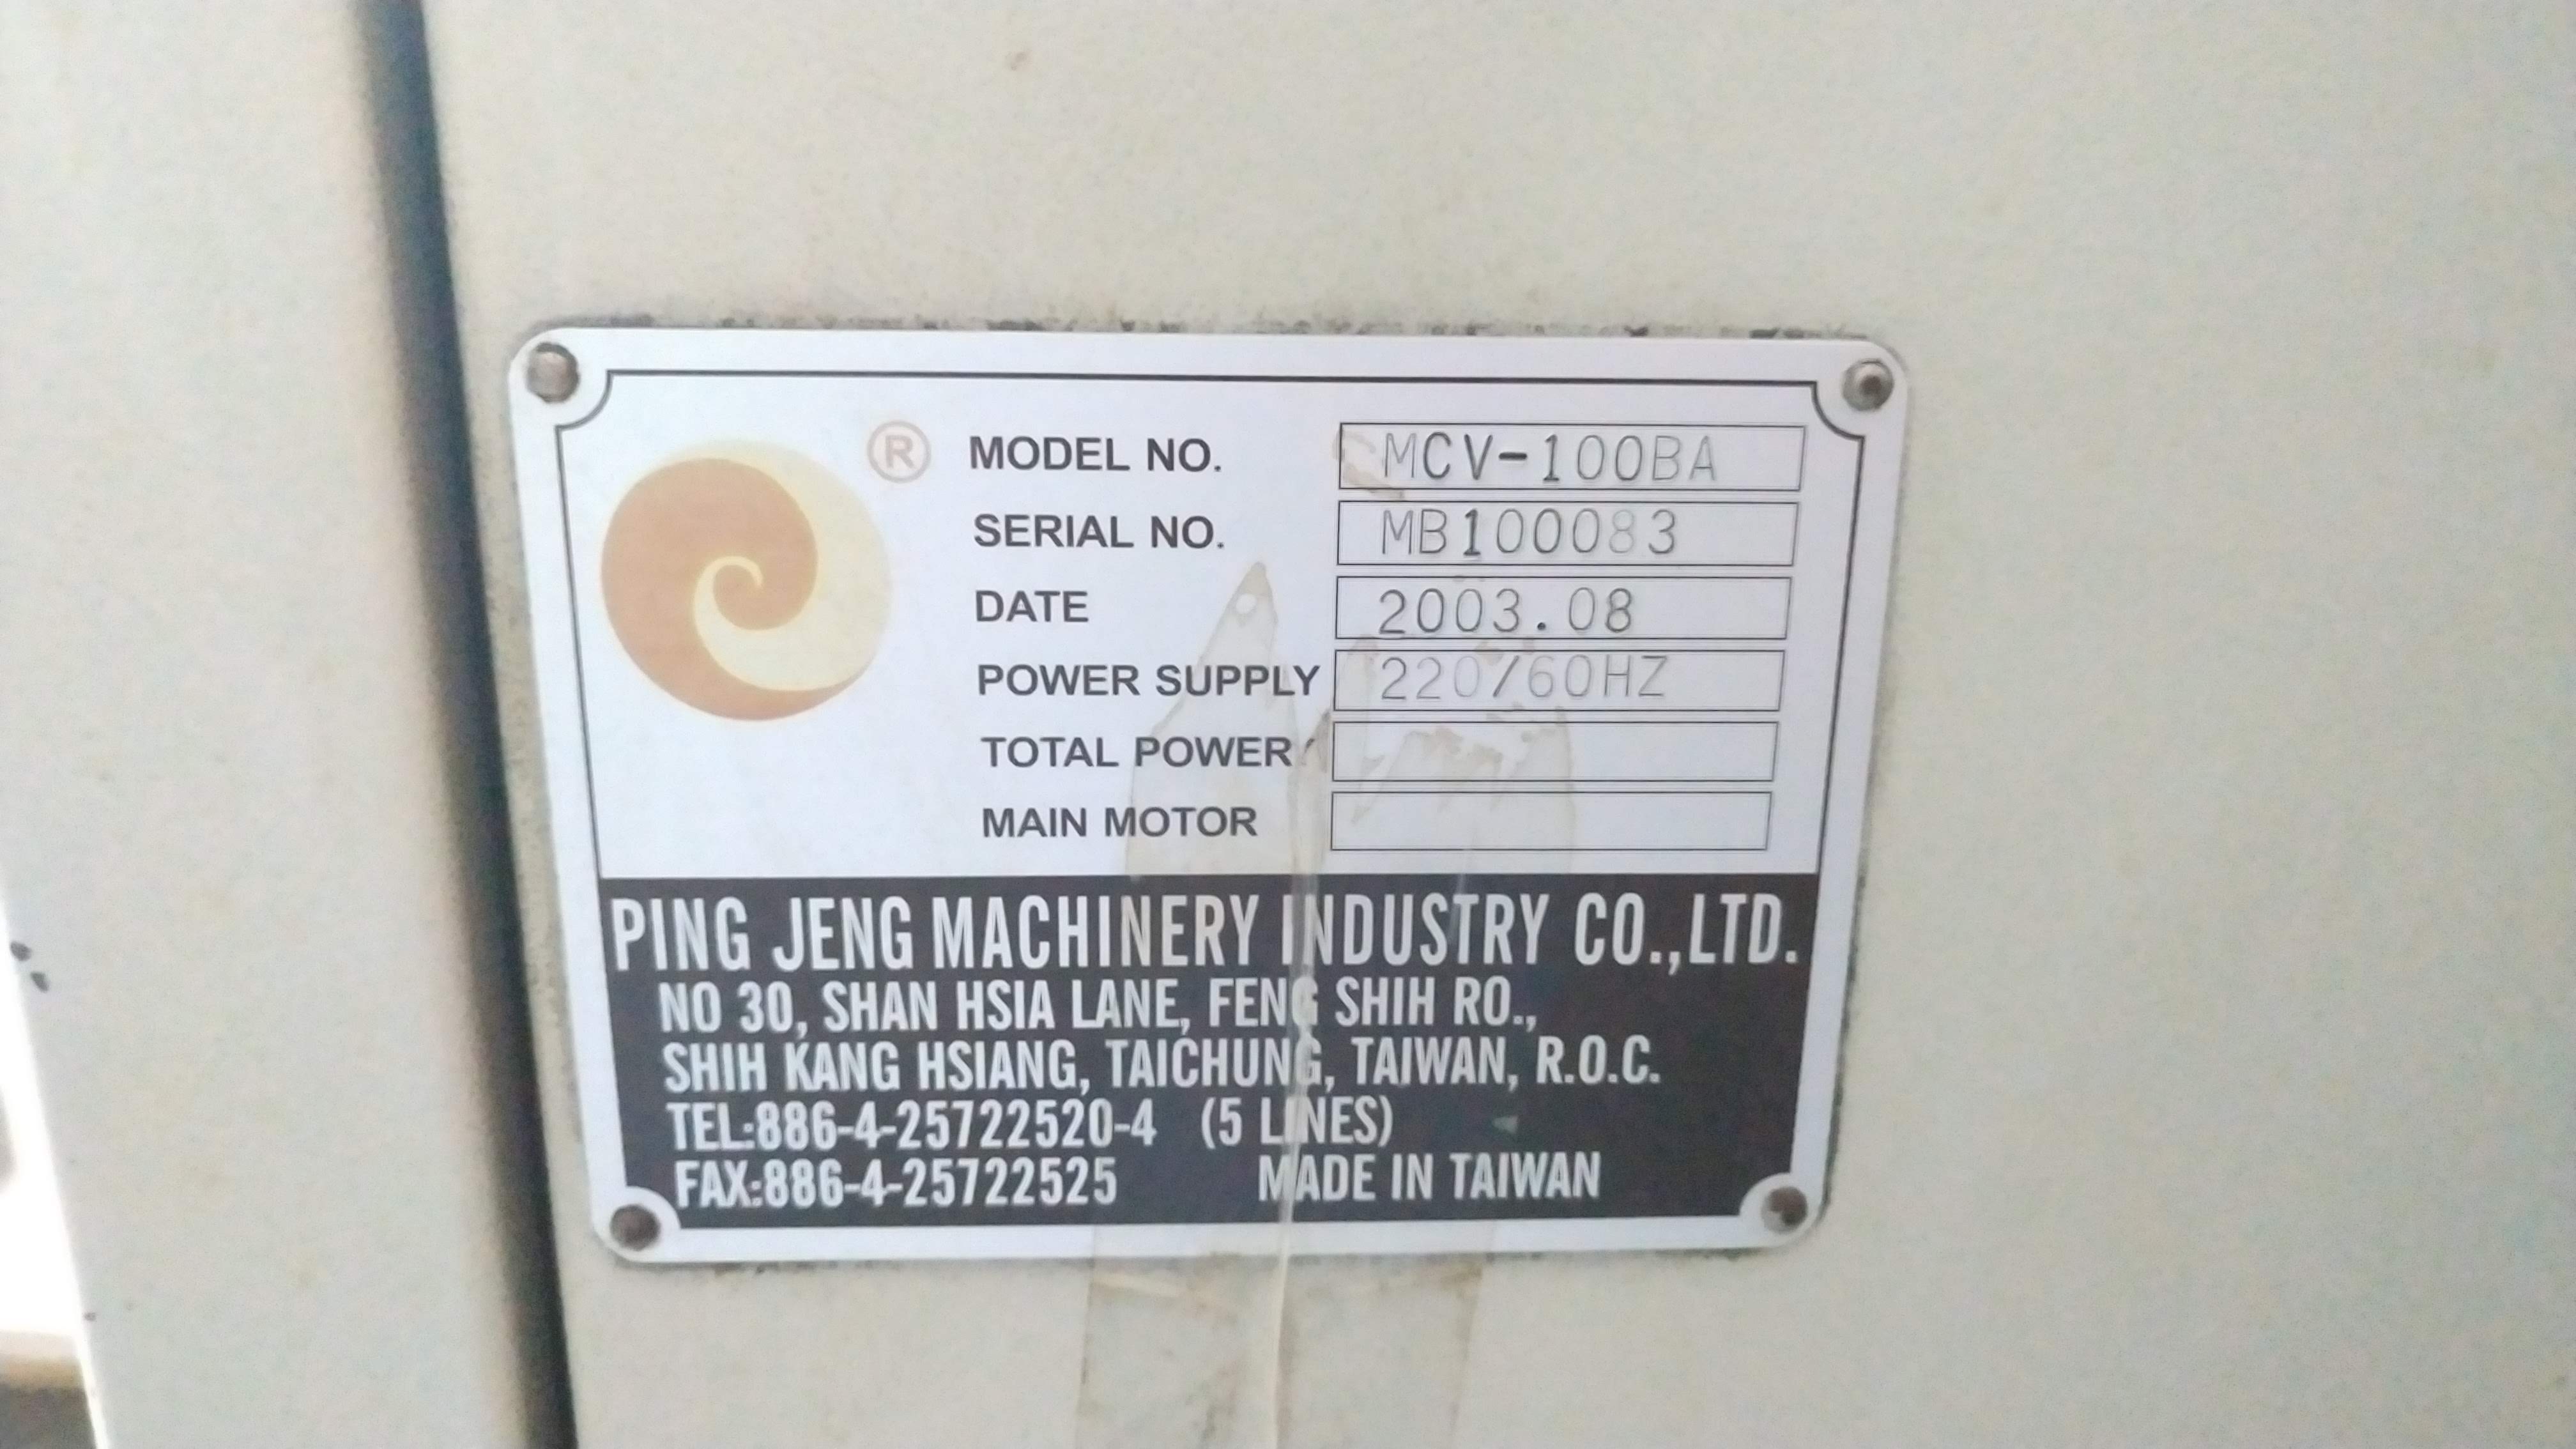 ®
MODEL NO. MCV-100BA
SERIAL NO. MB100083
DATE 2003.08
POWER SUPPLY 220/60HZ
TOTAL POWER
MAIN MOTOR
PING JENG MACHINERY INDUSTRY CO.,LTD.
NO 30, SHAN HSIA LANE, FENG SHIH RO.,
SHIH KANG HSIANG, TAICHUNG, TAIWAN, R.O.C.
TEL:886-4-25722520-4 (5 LINES)
FAX:886-4-25722525 MADE IN TAIWAN